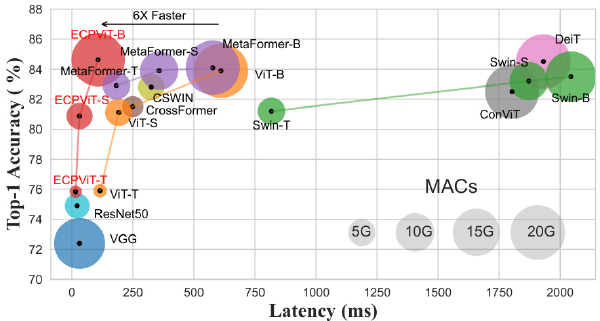 6X Faster
88
86
84
82
80
78
76
74
72
70
Top-1 Accuracy ( %)
ECPViT-B
MetaFormer-S
MetaFormer-B
DeiT
MetaFormer-T
ViT-B
Swin-S
ECPViT-S
CSWIN
CrossFormer
ConViT
Swin-B
ViT-S
Swin-T
ECPViT-T
ViT-T
MACs
ResNet50
5G
10G
15G
20G
VGG
0
250
500
750
1000
1250
1500
1750
2000
Latency (ms)